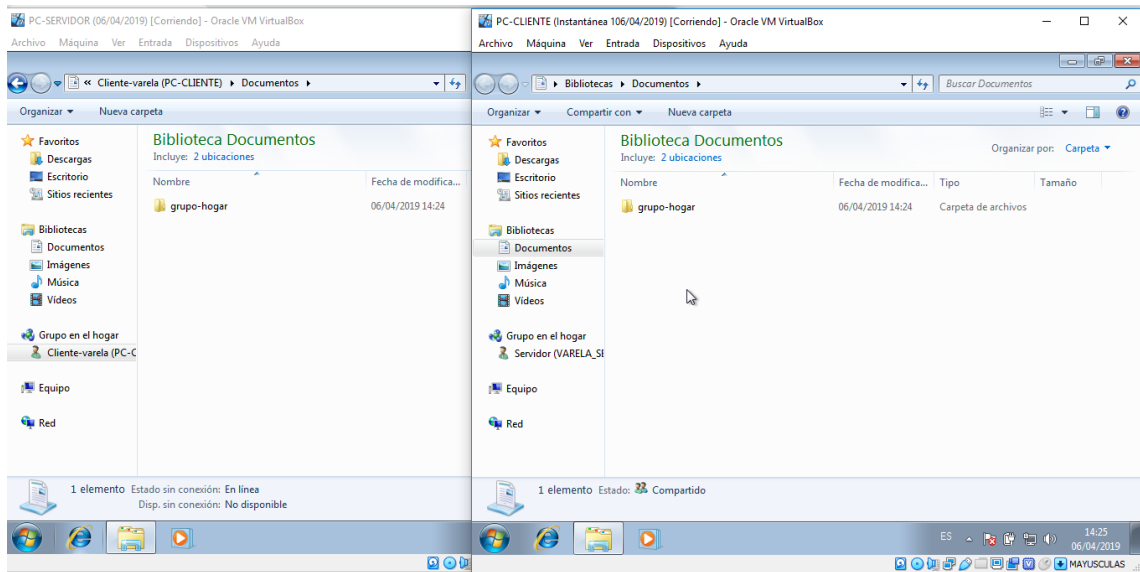 PC-SERVIDOR (06/04/2019) [Corriendo] - Oracle VM VirtualBox
Archivo Máquina Ver Entrada Dispositivos Ayuda
« Cliente-varela (PC-CLIENTE) Documentos
Organizar Nueva carpeta
Favoritos
Descargas
Escritorio
Sitios recientes
Bibliotecas
Documentos
Imágenes
Música
Vídeos
Grupo en el hogar
Cliente-varela (PC-C
Equipo
Red
Biblioteca Documentos
Incluye: 2 ubicaciones
Nombre Fecha de modifica...
grupo-hogar 06/04/2019 14:24
1 elemento Estado sin conexión: En línea
Disp. sin conexión: No disponible
PC-CLIENTE (Instantánea 106/04/2019) [Corriendo] - Oracle VM VirtualBox
Archivo Máquina Ver Entrada Dispositivos Ayuda
Bibliotecas Documentos
Buscar Documentos
Organizar Compartir con Nueva carpeta
Favoritos
Descargas
Escritorio
Sitios recientes
Bibliotecas
Documentos
Imágenes
Música
Vídeos
Grupo en el hogar
Servidor (VARELA_SE
Equipo
Red
Biblioteca Documentos
Incluye: 2 ubicaciones
Organizar por: Carpeta
Nombre Fecha de modifica... Tipo Tamaño
grupo-hogar 06/04/2019 14:24 Carpeta de archivos
1 elemento Estado: Compartido
ES
14:25
06/04/2019
MAYUSCULAS